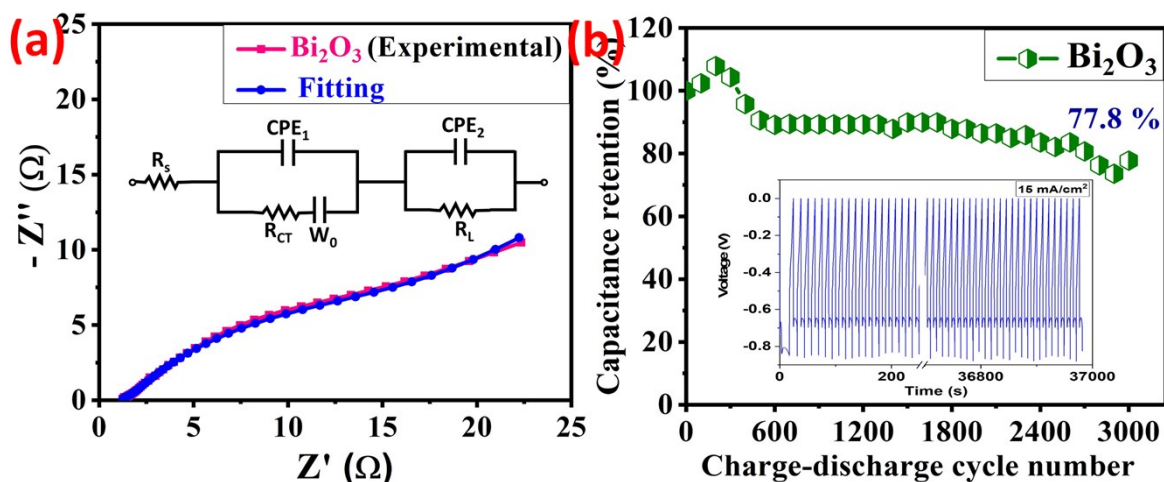 (a)
25
20
15
10
5
0
- Z'' (Ω)
Bi₂O₃ (Experimental)
Fitting
CPE₁
CPE₂
Rₛ
R_CT
W₀
R_L
0 5 10 15 20 25
Z' (Ω)
(b)
120
100
80
60
40
20
0
Capacitance retention (%)
Bi₂O₃
77.8 %
15 mA/cm²
0.0
-0.2
-0.4
-0.6
-0.8
Voltage (V)
0 200 36800 37000
Time (s)
0 600 1200 1800 2400 3000
Charge-discharge cycle number